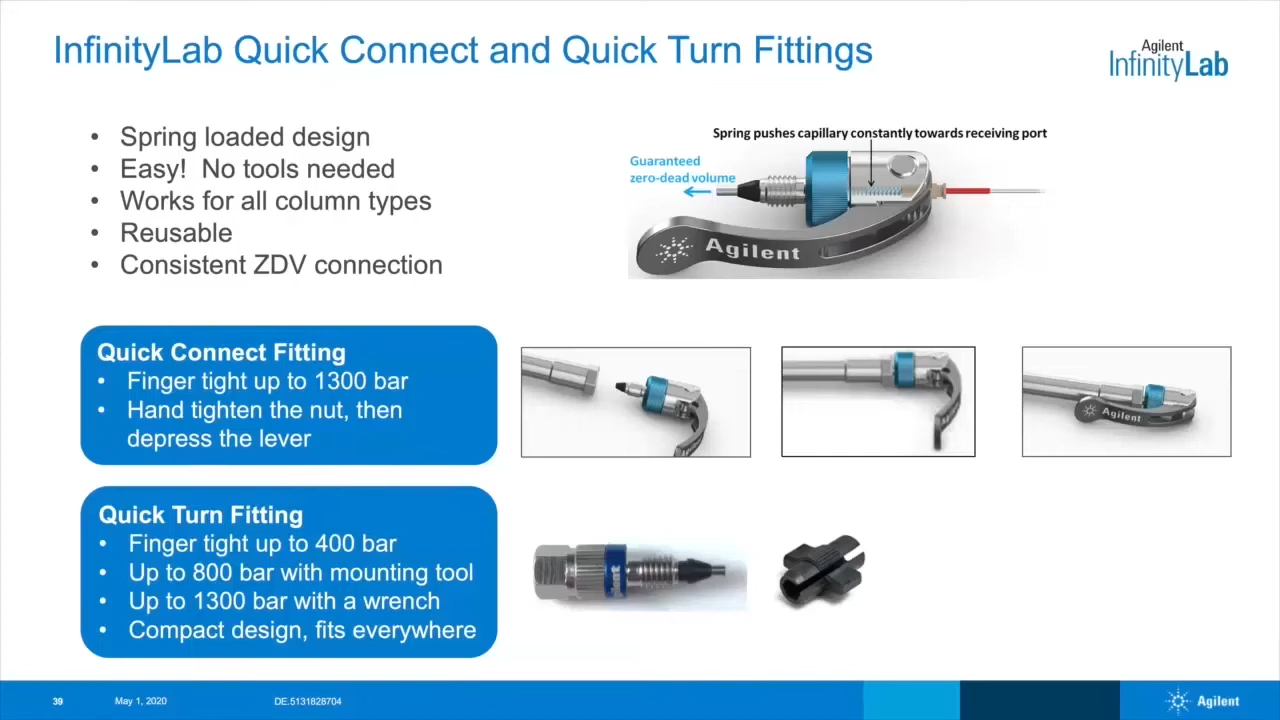 InfinityLab Quick Connect and Quick Turn Fittings
Agilent
InfinityLab
• Spring loaded design
• Easy!  No tools needed
• Works for all column types
• Reusable
• Consistent ZDV connection
Spring pushes capillary constantly towards receiving port
Guaranteed
zero-dead volume
Agilent
Quick Connect Fitting
• Finger tight up to 1300 bar
• Hand tighten the nut, then
depress the lever
Agilent
Quick Turn Fitting
• Finger tight up to 400 bar
• Up to 800 bar with mounting tool
• Up to 1300 bar with a wrench
• Compact design, fits everywhere
39
May 1, 2020
DE.5131828704
Agilent